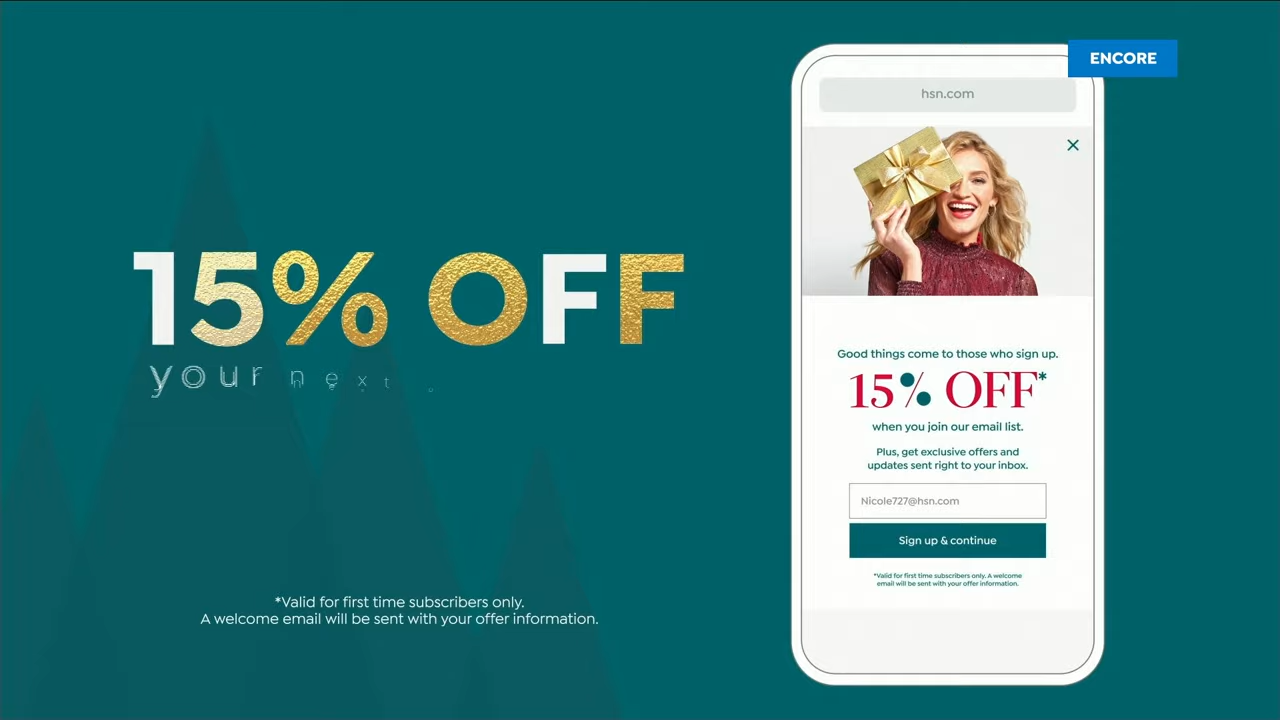 15% OFF
your next
*Valid for first time subscribers only.
A welcome email will be sent with your offer information.
ENCORE
hsn.com
Good things come to those who sign up.
15% OFF*
when you join our email list.
Plus, get exclusive offers and
updates sent right to your inbox.
Nicole727@hsn.com
Sign up & continue
*Valid for first time subscribers only. A welcome
email will be sent with your offer information.